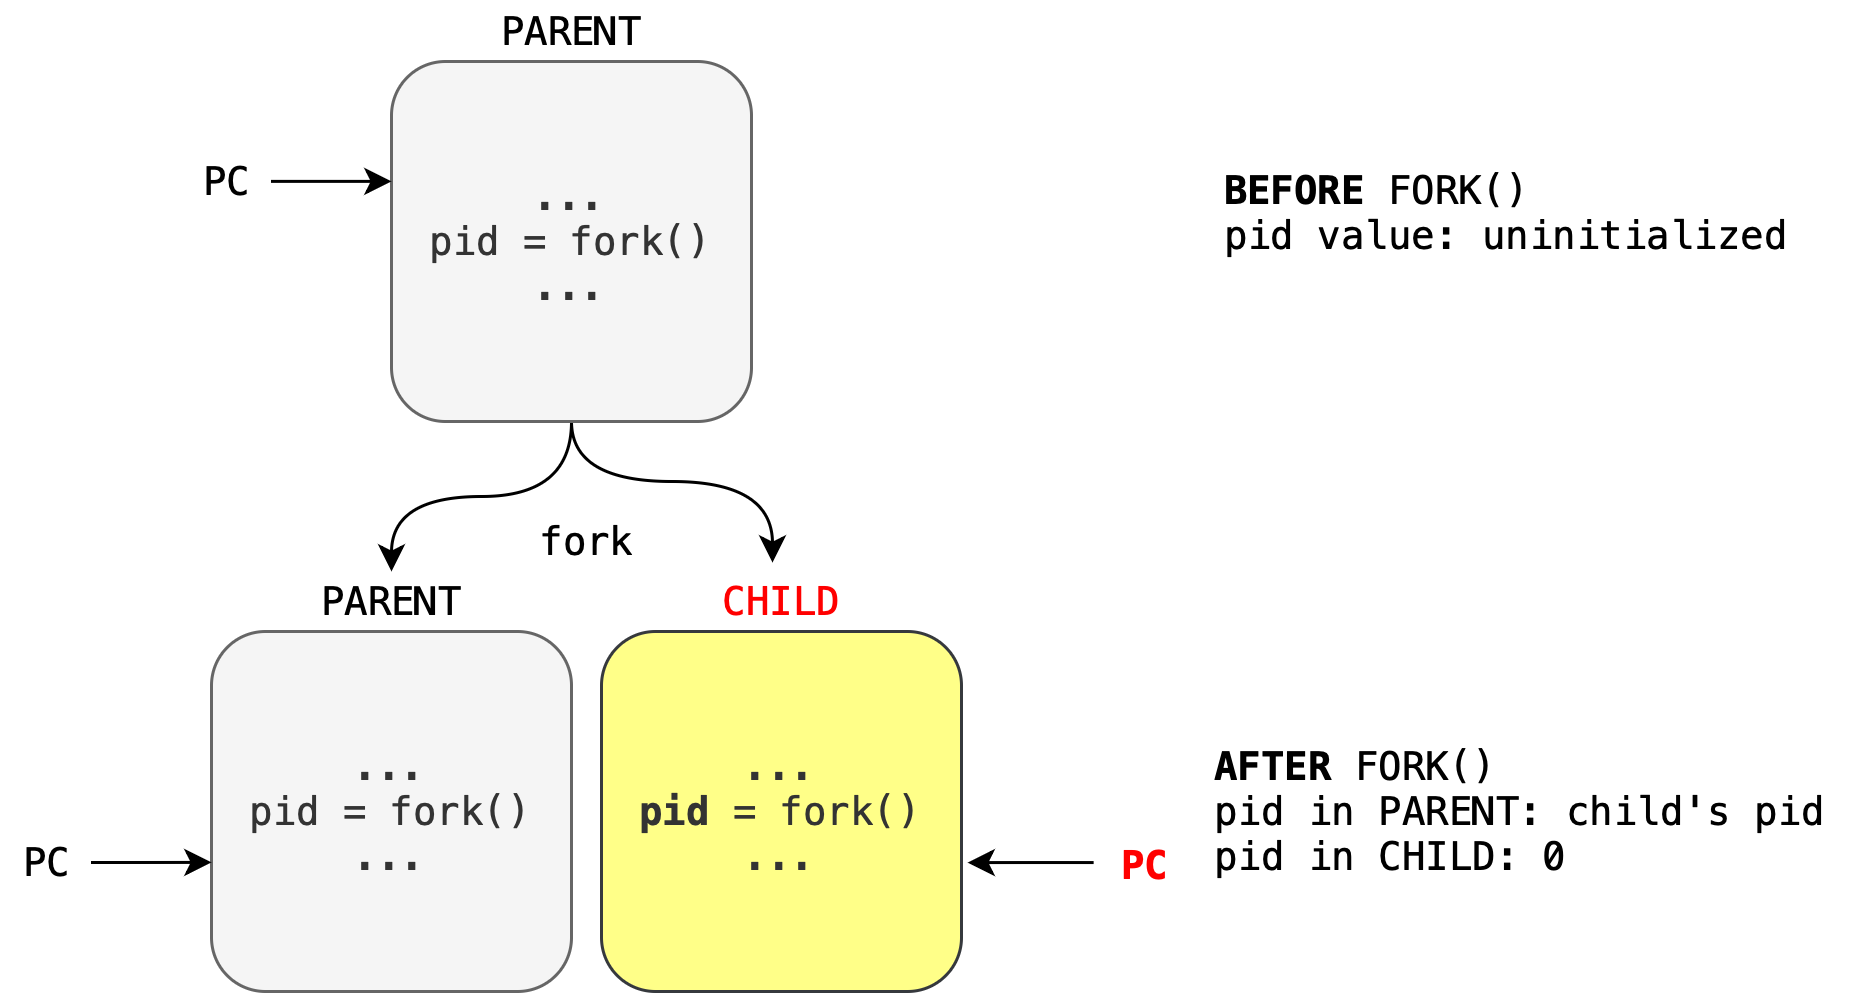 PARENT
PC
...
pid = fork()
...
BEFORE FORK()
pid value: uninitialized
fork
PARENT
CHILD
...
pid = fork()
...
PC
...
pid = fork()
...
PC
AFTER FORK()
pid in PARENT: child's pid
pid in CHILD: 0